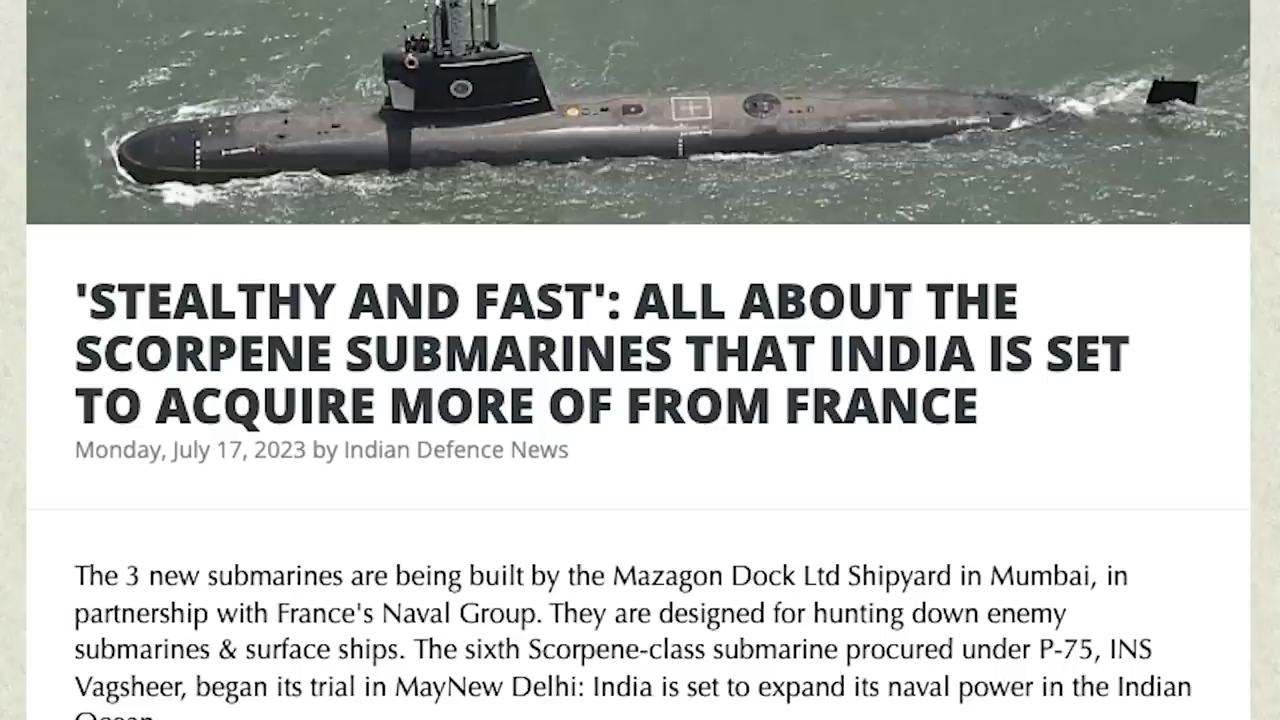 'STEALTHY AND FAST': ALL ABOUT THE
SCORPENE SUBMARINES THAT INDIA IS SET
TO ACQUIRE MORE OF FROM FRANCE
Monday, July 17, 2023 by Indian Defence News
The 3 new submarines are being built by the Mazagon Dock Ltd Shipyard in Mumbai, in
partnership with France's Naval Group. They are designed for hunting down enemy
submarines & surface ships. The sixth Scorpene-class submarine procured under P-75, INS
Vagsheer, began its trial in MayNew Delhi: India is set to expand its naval power in the Indian